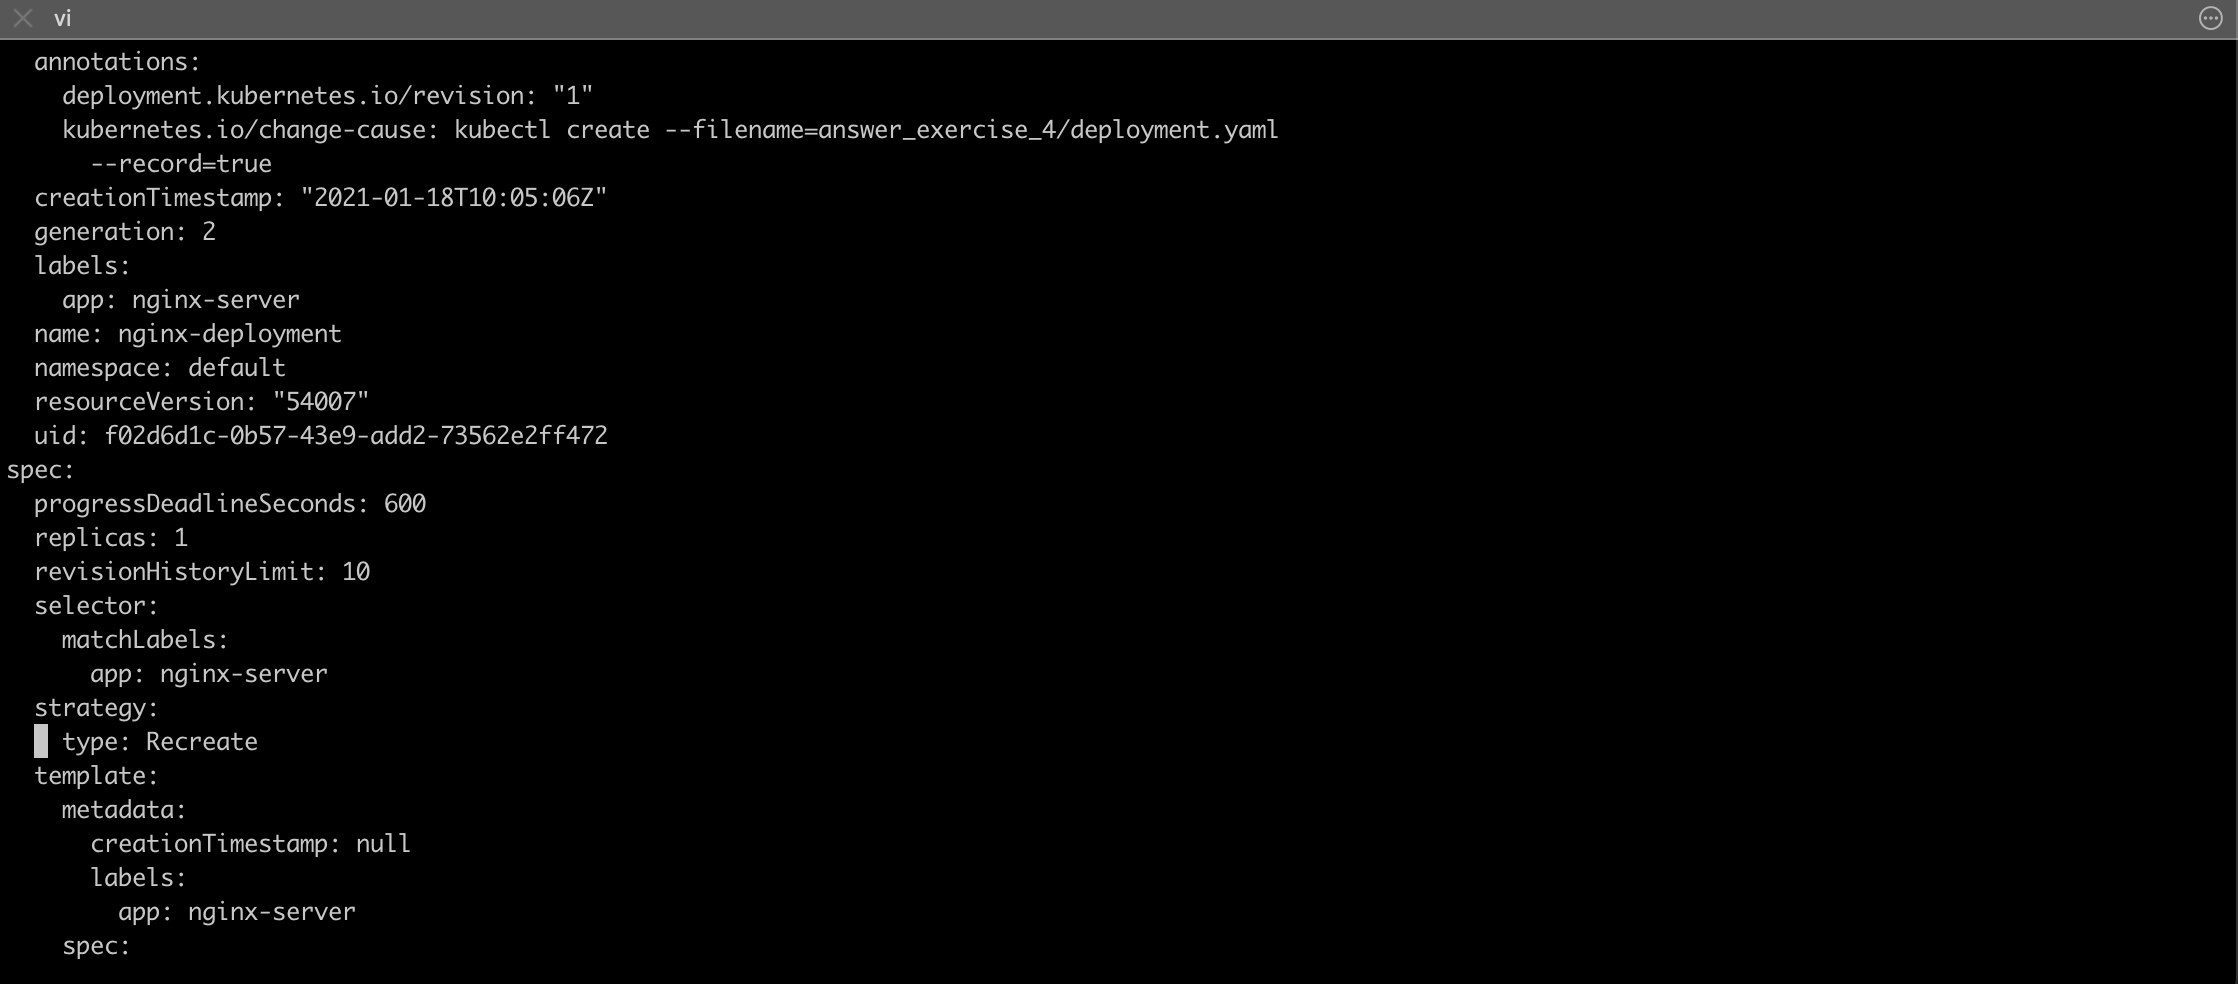 vi
annotations:
deployment.kubernetes.io/revision: "1"
kubernetes.io/change-cause: kubectl create --filename=answer_exercise_4/deployment.yaml
--record=true
creationTimestamp: "2021-01-18T10:05:06Z"
generation: 2
labels:
app: nginx-server
name: nginx-deployment
namespace: default
resourceVersion: "54007"
uid: f02d6d1c-0b57-43e9-add2-73562e2ff472
spec:
progressDeadlineSeconds: 600
replicas: 1
revisionHistoryLimit: 10
selector:
matchLabels:
app: nginx-server
strategy:
type: Recreate
template:
metadata:
creationTimestamp: null
labels:
app: nginx-server
spec: